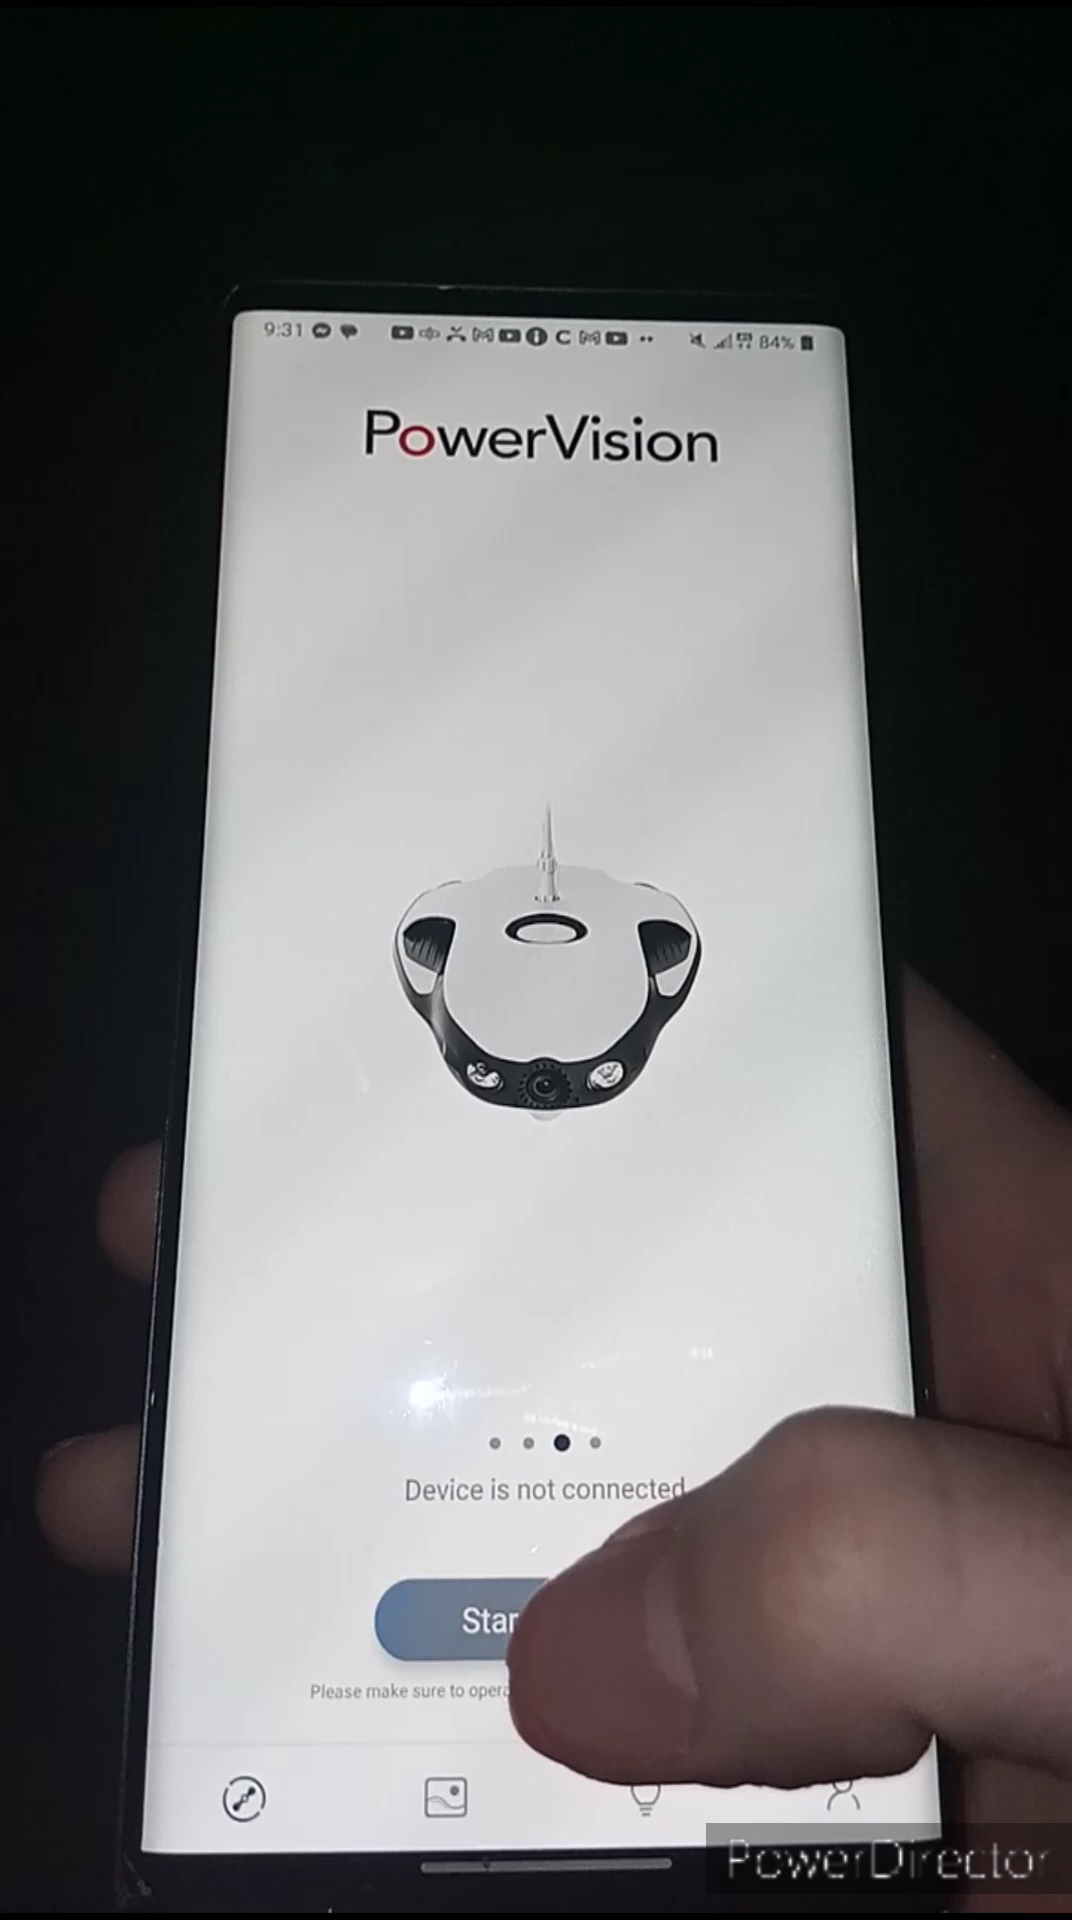 9:31 84%
PowerVision
Device is not connected
Star
Please make sure to opera
PowerDirector